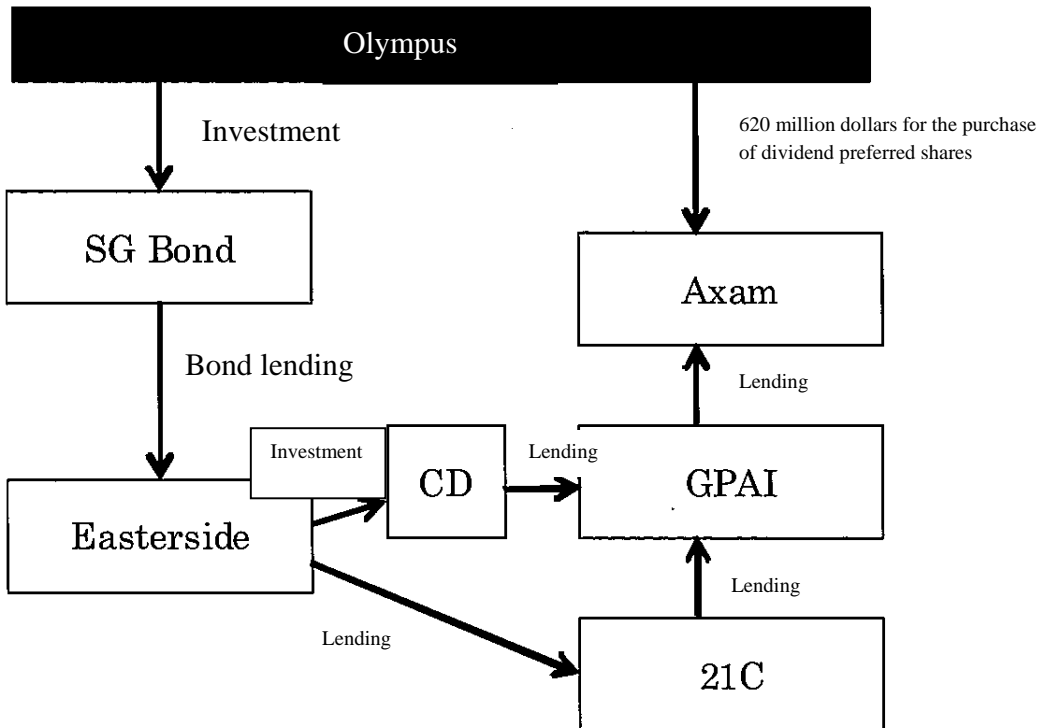 Olympus
Investment
620 million dollars for the purchase
of dividend preferred shares
SG Bond
Axam
Bond lending
Lending
Investment
CD
Lending
GPAI
Easterside
Lending
Lending
21C